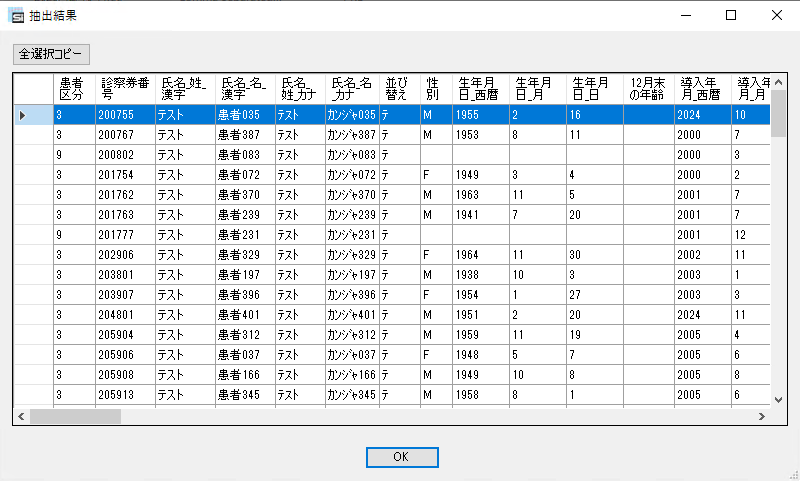 抽出結果
全選択コピー
患者区分 診察券番号 氏名_姓_漢字 氏名_名_漢字 氏名_姓_カナ 氏名_名_カナ 並び替え 性別 生年月日_西暦 生年月日_月 生年月日_日 12月末の年齢 導入年月_西暦 導入年月_月
3 200755 テスト 患者035 テスト カンジャ035 テ M 1955 2 16 2024 10
3 200767 テスト 患者387 テスト カンジャ387 テ M 1953 8 11 2000 7
9 200802 テスト 患者083 テスト カンジャ083 テ 2000 3
3 201754 テスト 患者072 テスト カンジャ072 テ F 1949 3 4 2000 2
3 201762 テスト 患者370 テスト カンジャ370 テ M 1963 11 5 2001 7
3 201763 テスト 患者239 テスト カンジャ239 テ M 1941 7 20 2001 7
9 201777 テスト 患者231 テスト カンジャ231 テ 2001 12
3 202906 テスト 患者329 テスト カンジャ329 テ F 1964 11 30 2002 11
3 203801 テスト 患者197 テスト カンジャ197 テ M 1938 10 3 2003 1
3 203907 テスト 患者396 テスト カンジャ396 テ F 1954 1 27 2003 3
3 204801 テスト 患者401 テスト カンジャ401 テ M 1951 2 20 2024 11
3 205904 テスト 患者312 テスト カンジャ312 テ M 1959 11 19 2005 4
3 205906 テスト 患者037 テスト カンジャ037 テ F 1948 5 7 2005 6
3 205908 テスト 患者166 テスト カンジャ166 テ M 1949 10 8 2005 8
3 205913 テスト 患者345 テスト カンジャ345 テ M 1958 8 1 2005 6
OK